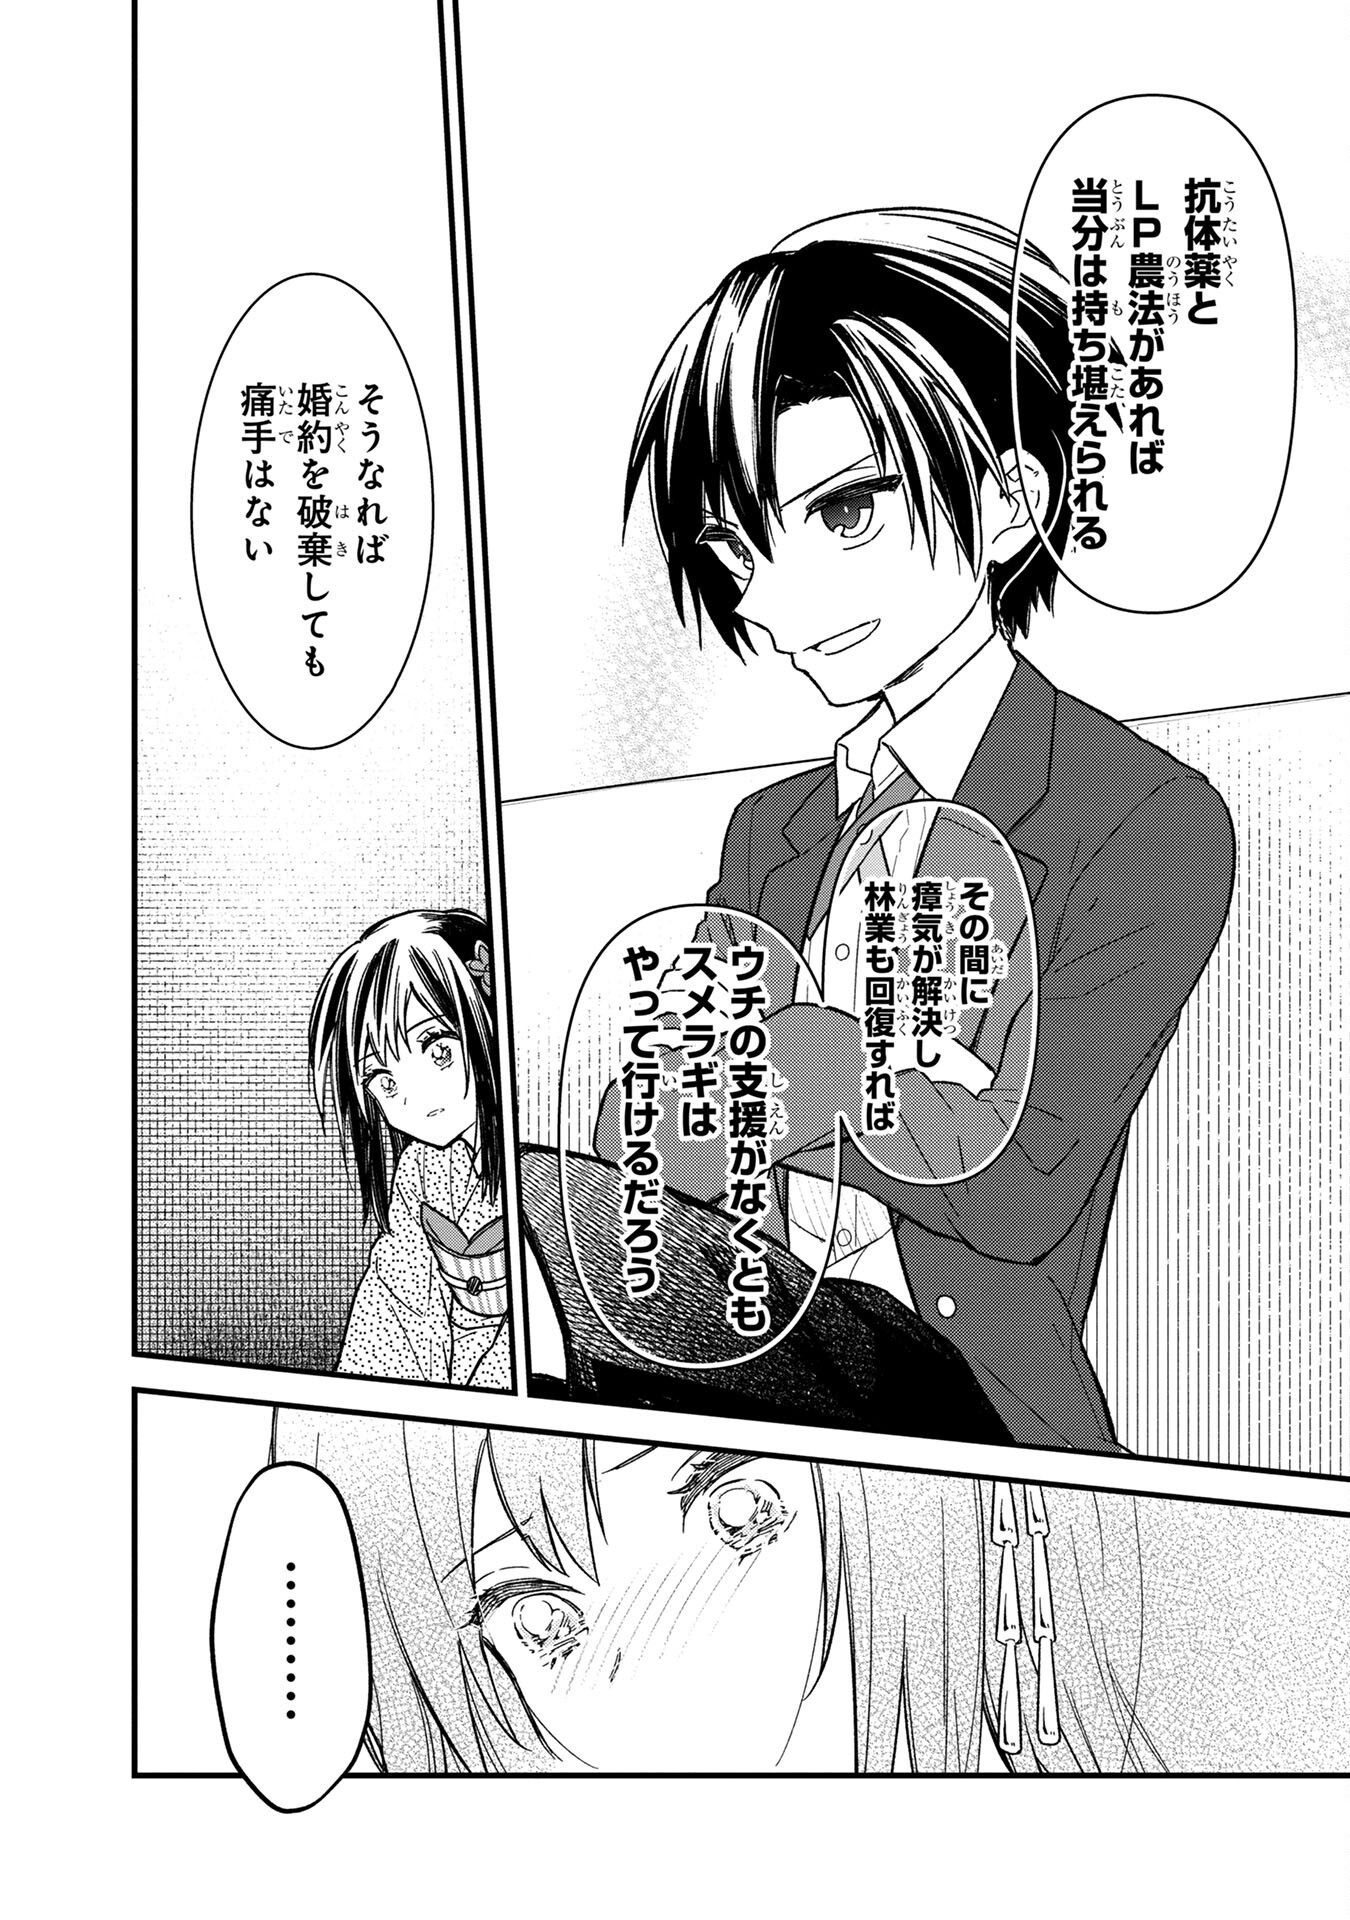 抗体薬と
LP農法があれば
当分は持ち堪えられる
その間に
瘴気が解決し
林業も回復すれば
ウチの支援がなくとも
スメラギは
やって行けるだろう
そうなれば
婚約を破棄しても
痛手はない
………